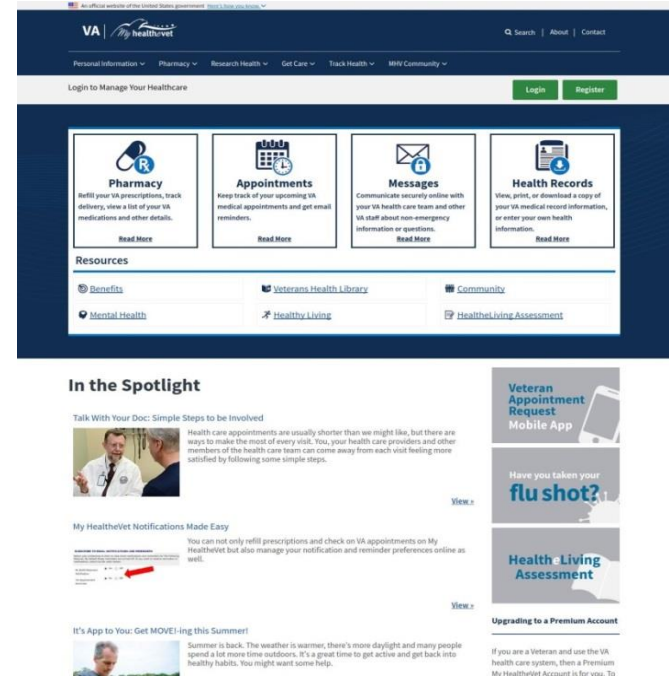 An official website of the United States government Here's how you know
VA | My healthevet
Search | About | Contact
Personal Information Pharmacy Research Health Get Care Track Health MHV Community
Login to Manage Your Healthcare
Login Register
Pharmacy
Refill your VA prescriptions, track
delivery, view a list of your VA
medications and other details.
Read More
Appointments
Keep track of your upcoming VA
medical appointments and get email
reminders.
Read More
Messages
Communicate securely online with
your VA health care team and other
VA staff about non-emergency
information or questions.
Read More
Health Records
View, print, or download a copy of
your VA medical record information,
or enter your own health
information.
Read More
Resources
Benefits
Veterans Health Library
Community
Mental Health
Healthy Living
HealtheLiving Assessment
In the Spotlight
Talk With Your Doc: Simple Steps to be Involved
Health care appointments are usually shorter than we might like, but there are
ways to make the most of every visit. You, your health care providers and other
members of the health care team can come away from each visit feeling more
satisfied by following some simple steps.
View »
My HealtheVet Notifications Made Easy
You can not only refill prescriptions and check on VA appointments on My
HealtheVet but also manage your notification and reminder preferences online as
well.
View »
It's App to You: Get MOVE!-ing this Summer!
Summer is back. The weather is warmer, there's more daylight and many people
spend a lot more time outdoors. It's a great time to get active and get back into
healthy habits. You might want some help.
Veteran
Appointment
Request
Mobile App
Have you taken your
flu shot?
HealtheLiving
Assessment
Upgrading to a Premium Account
If you are a Veteran and use the VA
health care system, then a Premium
My HealtheVet Account is for you. To